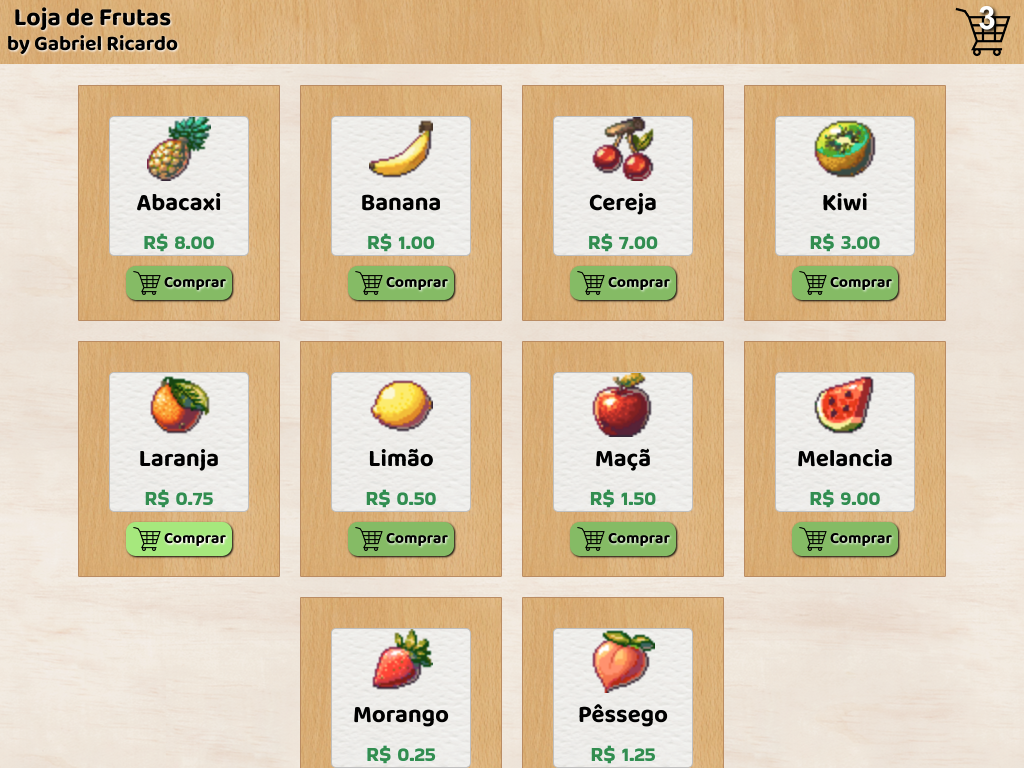 Loja de Frutas
by Gabriel Ricardo
3
Abacaxi
R$ 8.00
Comprar
Banana
R$ 1.00
Comprar
Cereja
R$ 7.00
Comprar
Kiwi
R$ 3.00
Comprar
Laranja
R$ 0.75
Comprar
Limão
R$ 0.50
Comprar
Maçã
R$ 1.50
Comprar
Melancia
R$ 9.00
Comprar
Morango
R$ 0.25
Pêssego
R$ 1.25